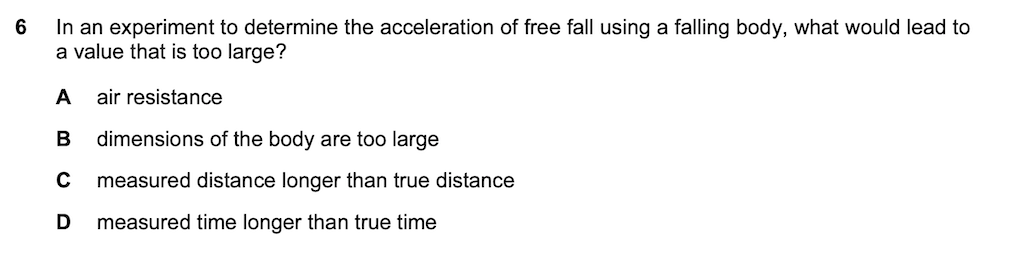 6 In an experiment to determine the acceleration of free fall using a falling body, what would lead to
a value that is too large?
A air resistance
B dimensions of the body are too large
C measured distance longer than true distance
D measured time longer than true time